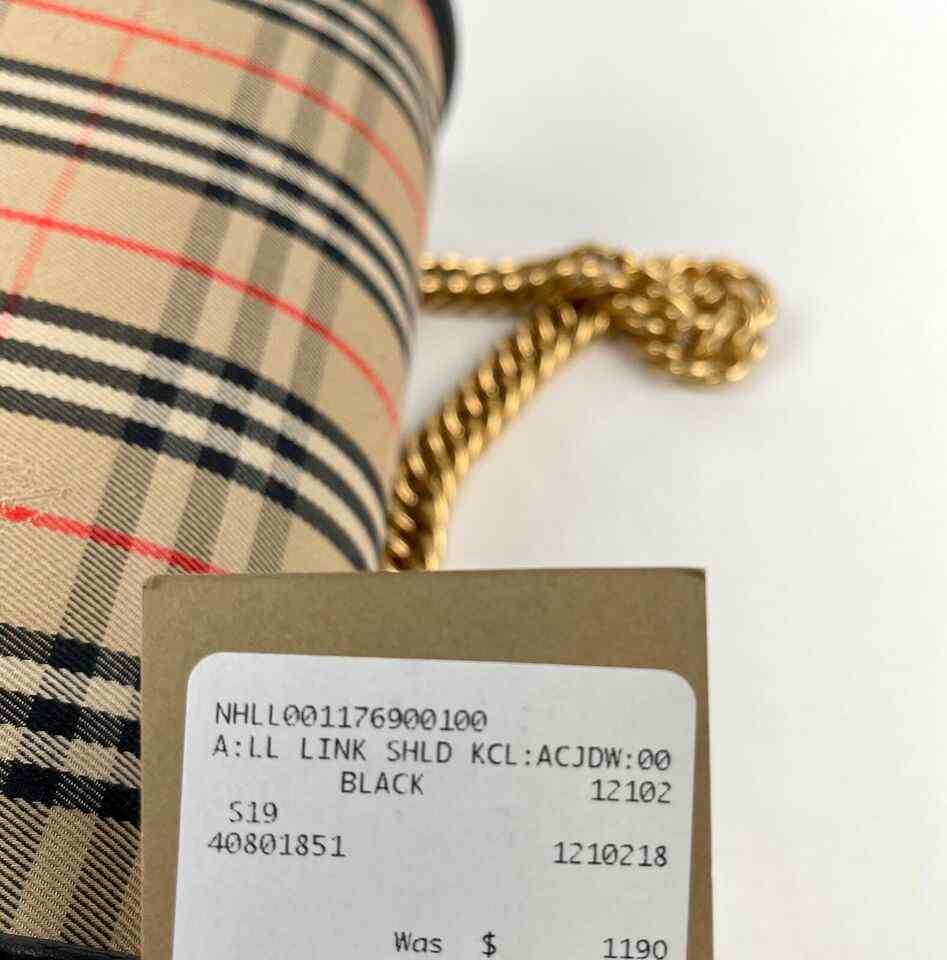 NHLL001176900100
A:LL LINK SHLD KCL:ACJDW:00
BLACK 12102
S19
40801851 1210218
Was $ 1190